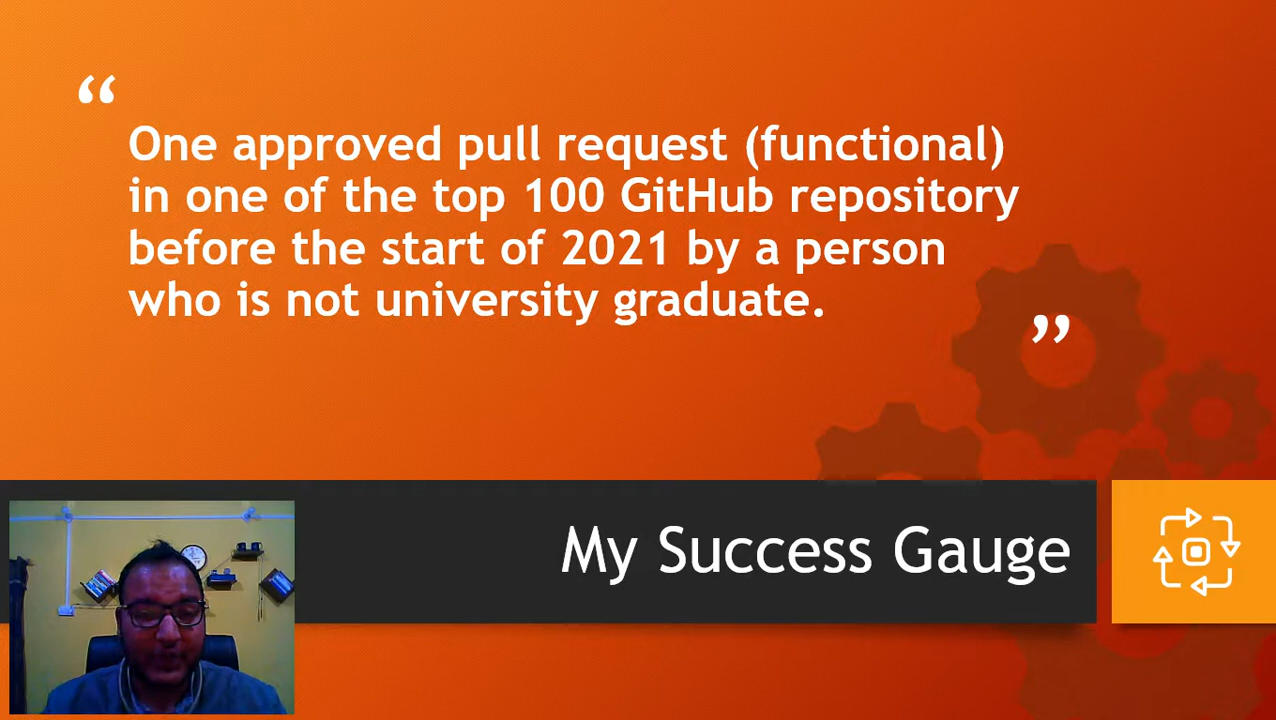 “
One approved pull request (functional)
in one of the top 100 GitHub repository
before the start of 2021 by a person
who is not university graduate.
”
My Success Gauge